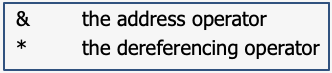 & the address operator
* the dereferencing operator